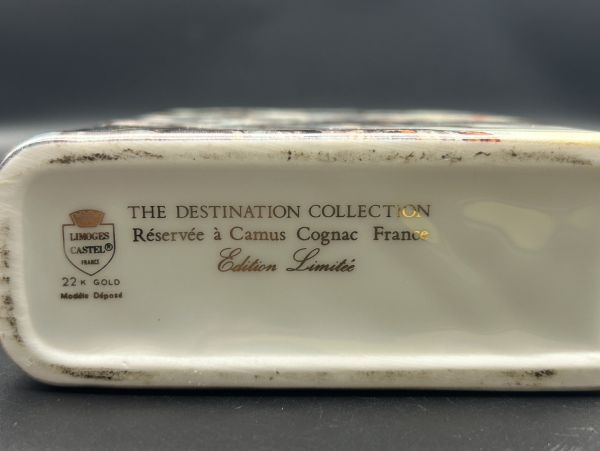 THE DESTINATION COLLECTION
Réservée à Camus Cognac France
Edition Limitée
LIMOGES
CASTEL®
FRANCE
22 K GOLD
Modèle Déposé